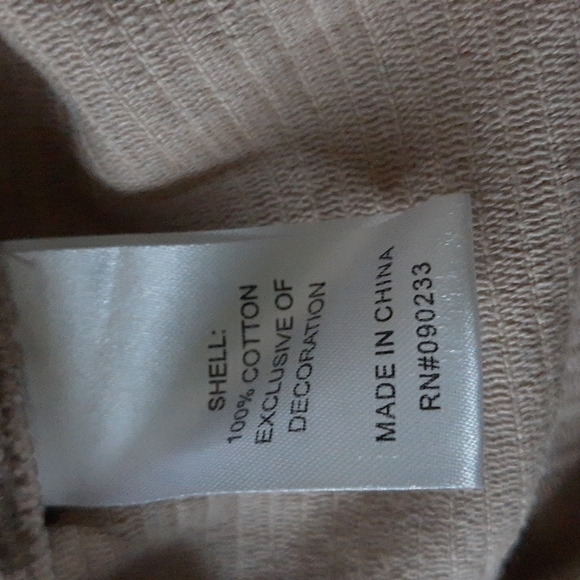 SHELL:
100% COTTON
EXCLUSIVE OF
DECORATION
MADE IN CHINA
RN#090233